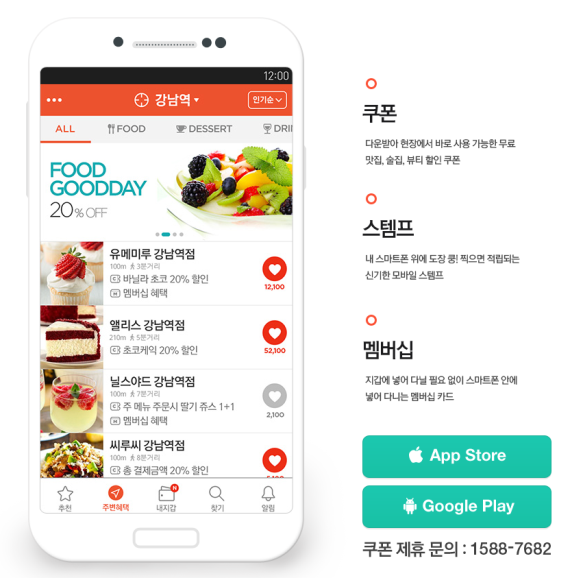 12:00
강남역
인기순
ALL
FOOD
DESSERT
DRI
FOOD
GOODDAY
20% OFF
유메미루 강남역점
100m 3분거리
바닐라 초코 20% 할인
멤버십 혜택
12,100
앨리스 강남역점
210m 5분거리
초코케익 20% 할인
52,100
닐스야드 강남역점
100m 7분거리
주 메뉴 주문시 딸기 쥬스 1+1
멤버십 혜택
2,100
씨루씨 강남역점
100m 8분거리
총 결제금액 20% 할인
추천
주변혜택
N
내지갑
찾기
알림
쿠폰
다운받아 현장에서 바로 사용 가능한 무료
맛집, 술집, 뷰티 할인 쿠폰
스템프
내 스마트폰 위에 도장 쿵! 찍으면 적립되는
신기한 모바일 스템프
멤버십
지갑에 넣어 다닐 필요 없이 스마트폰 안에
넣어 다니는 멤버십 카드
App Store
Google Play
쿠폰 제휴 문의 : 1588-7682